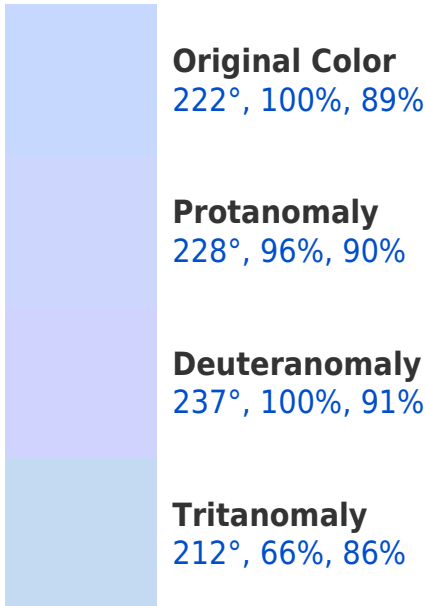 Original Color
222°, 100%, 89%
Protanomaly
228°, 96%, 90%
Deuteranomaly
237°, 100%, 91%
Tritanomaly
212°, 66%, 86%